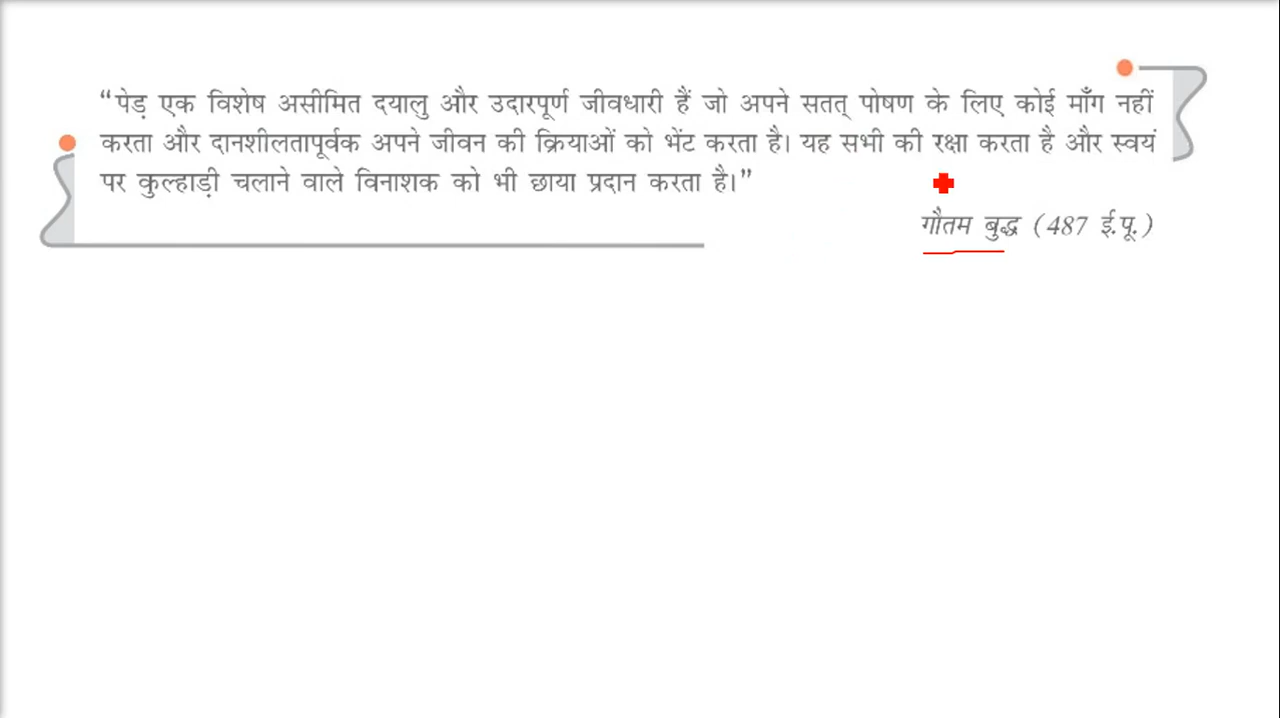 “पेड़ एक विशेष असीमित दयालु और उदारपूर्ण जीवधारी हैं जो अपने सतत् पोषण के लिए कोई माँग नहीं
करता और दानशीलतापूर्वक अपने जीवन की क्रियाओं को भेंट करता है। यह सभी की रक्षा करता है और स्वयं
पर कुल्हाड़ी चलाने वाले विनाशक को भी छाया प्रदान करता है।”
गौतम बुद्ध (487 ई.पू.)